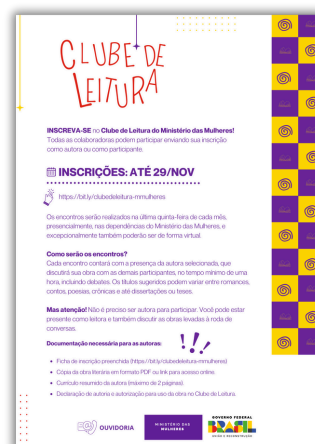 CLUBE DE
LEITURA
INSCREVA-SE no Clube de Leitura do Ministério das Mulheres!
Todas as colaboradoras podem participar enviando sua inscrição
como autora ou como participante.
INSCRIÇÕES: ATÉ 29/NOV
https://bit.ly/clubedeleitura-mmulheres
Os encontros serão realizados na última quinta-feira de cada mês,
presencialmente, nas dependências do Ministério das Mulheres, e
excepcionalmente também poderão ser de forma virtual.
Como serão os encontros?
Cada encontro contará com a presença da autora selecionada, que
discutirá sua obra com as demais participantes, no tempo mínimo de uma
hora, incluindo debates. Os títulos sugeridos podem variar entre romances,
contos, poesias, crônicas e até dissertações ou teses.
Mas atenção! Não é preciso ser autora para participar. Você pode estar
presente como leitora e também discutir as obras levadas à roda de
conversas.
Documentação necessária para as autoras:
!!!
• Ficha de inscrição preenchida (https://bit.ly/clubedeleitura-mmulheres)
• Cópia da obra literária em formato PDF ou link para acesso online.
• Currículo resumido da autora (máximo de 2 páginas).
• Declaração de autoria e autorização para uso da obra no Clube de Leitura.
OUVIDORIA
MINISTÉRIO DAS
MULHERES
GOVERNO FEDERAL
BRASIL
UNIÃO E RECONSTRUÇÃO